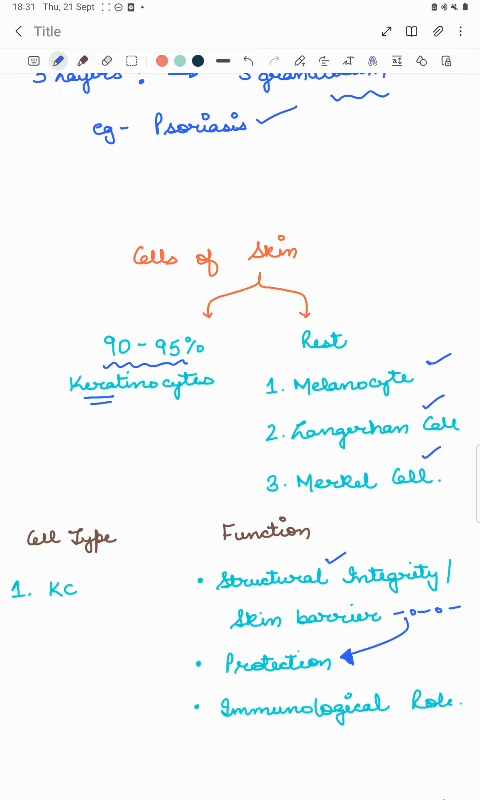 18:31 Thu, 21 Sept
Title
eg- Psoriasis
Cells of Skin
90 - 95% Rest
Keratinocytes
1. Melanocyte
2. Langerhan Cell
3. Merkel Cell.
Cell Type Function
1. KC • Structural Integrity/
Skin barrier
• Protection
• Immunological Role.